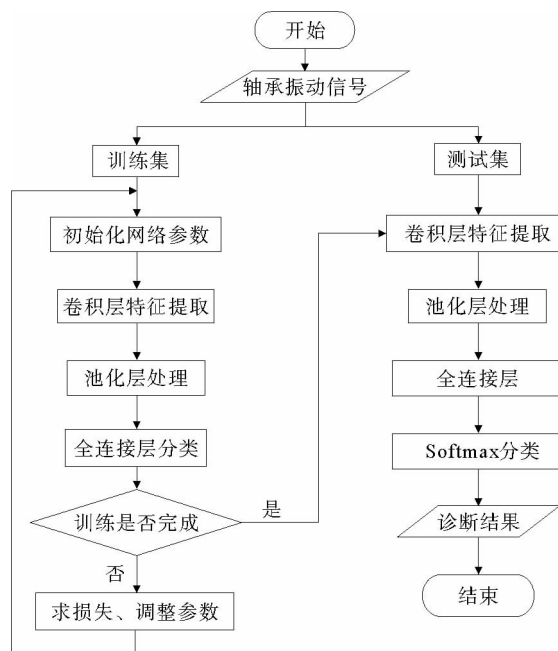 开始
轴承振动信号
训练集
初始化网络参数
卷积层特征提取
池化层处理
全连接层分类
训练是否完成
是
否
求损失、调整参数
测试集
卷积层特征提取
池化层处理
全连接层
Softmax分类
诊断结果
结束